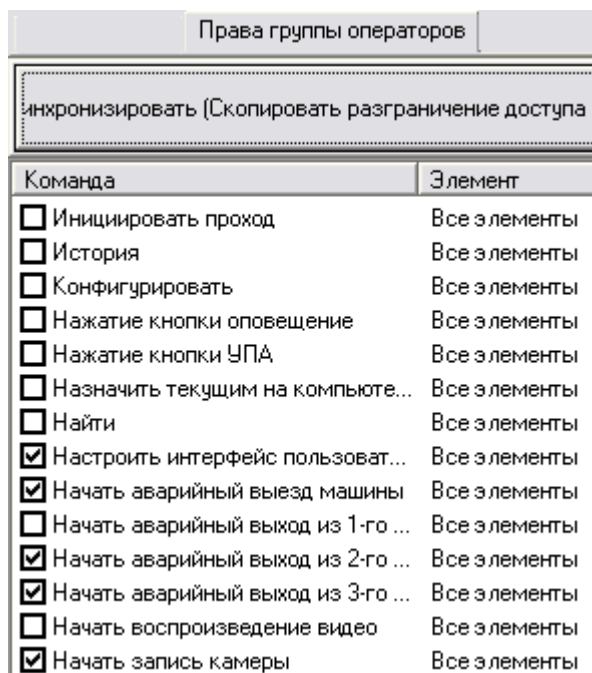 Права группы операторов
инхронизировать (Скопировать разграничение доступа
Команда Элемент
Инициировать проход Все элементы
История Все элементы
Конфигурировать Все элементы
Нажатие кнопки оповещение Все элементы
Нажатие кнопки УПА Все элементы
Назначить текущим на компьюте... Все элементы
Найти Все элементы
Настроить интерфейс пользоват... Все элементы
Начать аварийный выезд машины Все элементы
Начать аварийный выход из 1-го ... Все элементы
Начать аварийный выход из 2-го ... Все элементы
Начать аварийный выход из 3-го ... Все элементы
Начать воспроизведение видео Все элементы
Начать запись камеры Все элементы